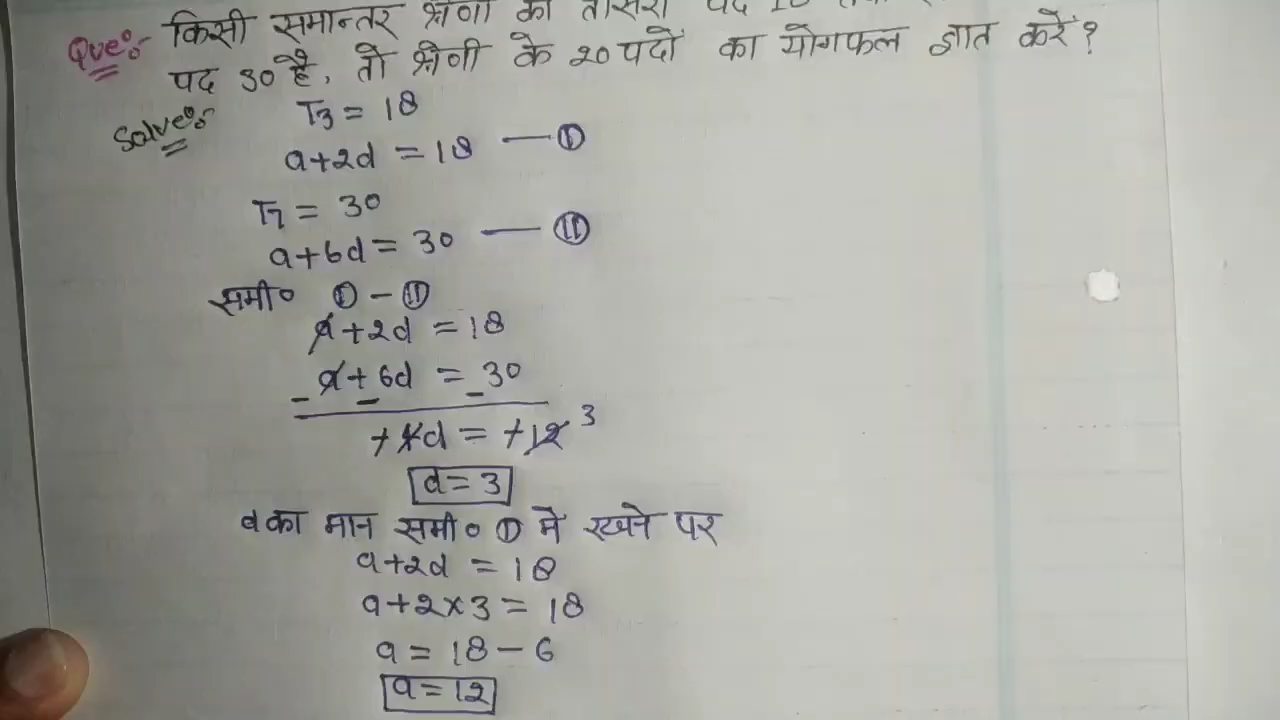 Que:- किसी समान्तर श्रेणी का तीसरा पद 18
पद 30 है, तो श्रेणी के 20 पदों का योगफल ज्ञात करें?
Solve:- T3 = 18
a+2d = 18 — (I)
T7 = 30
a+6d = 30 — (II)
समी० (I) - (II)
a+2d = 18
- a + 6d = 30
- -
+4d = +12 3
d = 3
d का मान समी० (I) में रखने पर
a+2d = 18
a+2×3 = 18
a = 18 - 6
a = 12